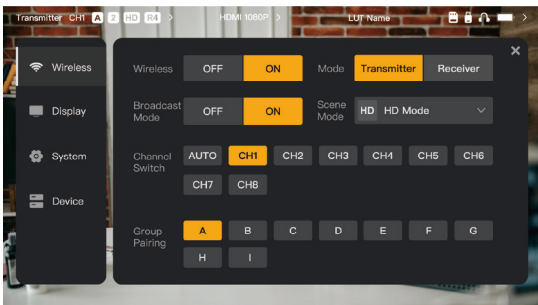 Transmitter CH1 A 2 HD R4 > HDMI 1080P > LUT Name >
Wireless
Display
System
Device
Wireless OFF ON Mode Transmitter Receiver
Broadcast Mode OFF ON Scene Mode HD HD Mode
Channel Switch AUTO CH1 CH2 CH3 CH4 CH5 CH6
CH7 CH8
Group Pairing A B C D E F G
H I